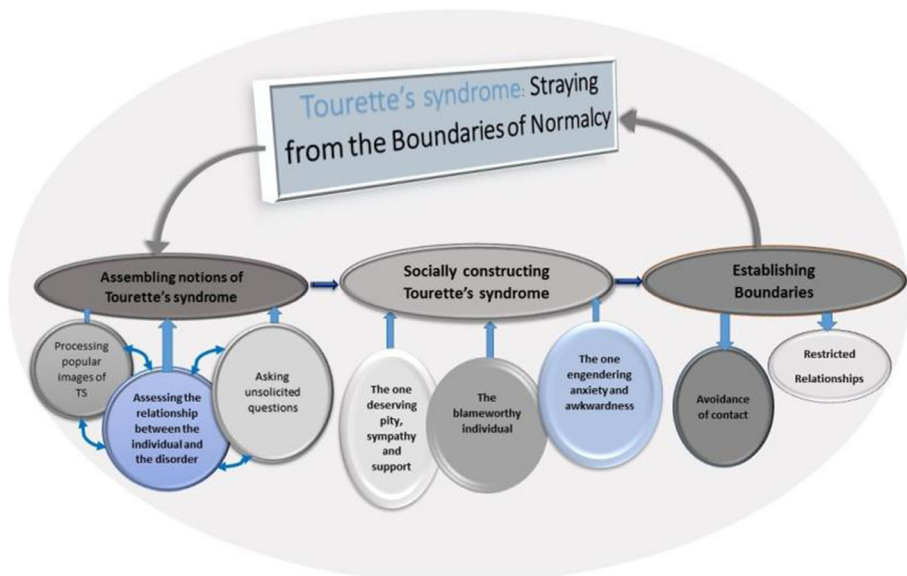 Tourette's syndrome: Straying
from the Boundaries of Normalcy
Assembling notions of
Tourette's syndrome
Socially constructing
Tourette's syndrome
Establishing
Boundaries
Processing
popular
images of
TS
Assessing the
relationship
between the
individual and
the disorder
Asking
unsolicited
questions
The one
deserving
pity,
sympathy
and
support
The
blameworthy
individual
The one
engendering
anxiety and
awkwardness
Avoidance
of contact
Restricted
Relationships